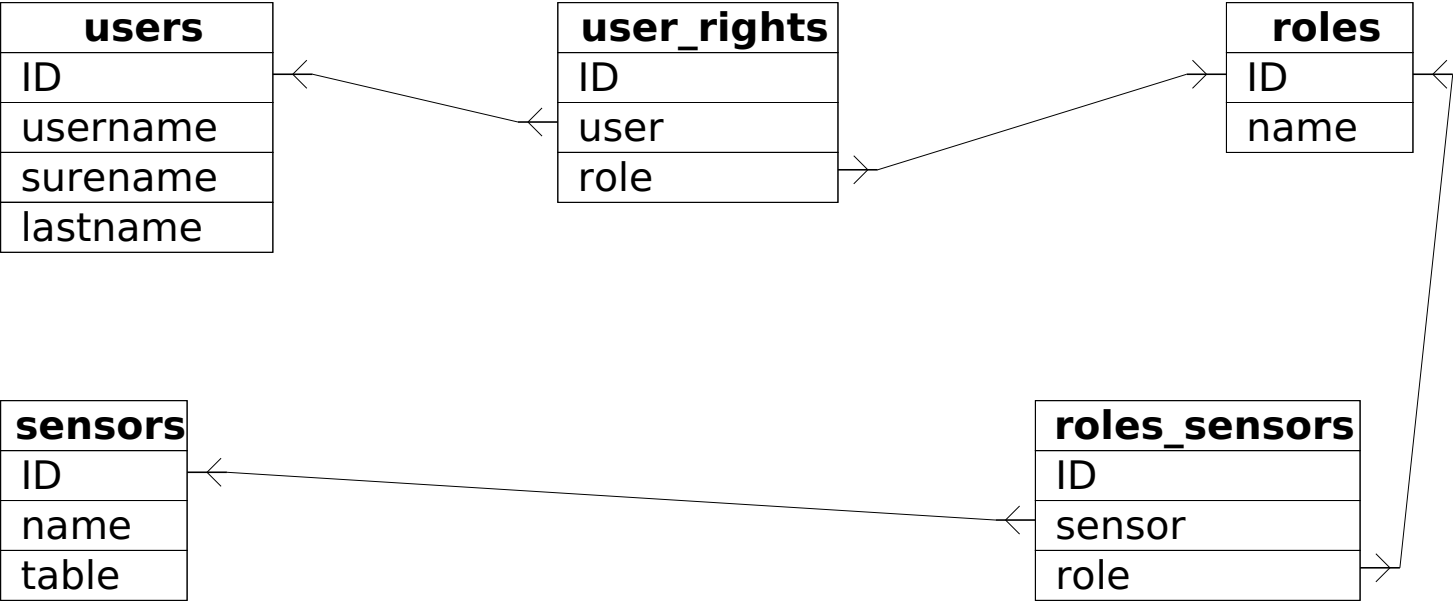 users
ID
username
surename
lastname
user_rights
ID
user
role
roles
ID
name
sensors
ID
name
table
roles_sensors
ID
sensor
role